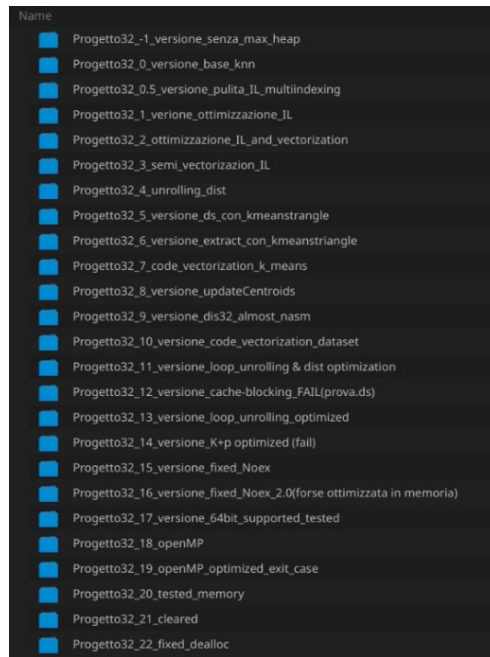 Name
Progetto32_-1_versione_senza_max_heap
Progetto32_0_versione_base_knn
Progetto32_0.5_versione_pulita_IL_multiindexing
Progetto32_1_verione_ottimizzazione_IL
Progetto32_2_ottimizzazione_IL_and_vectorization
Progetto32_3_semi_vectorizazion_IL
Progetto32_4_unrolling_dist
Progetto32_5_versione_ds_con_kmeanstrangle
Progetto32_6_versione_extract_con_kmeanstriangle
Progetto32_7_code_vectorization_k_means
Progetto32_8_versione_updateCentroids
Progetto32_9_versione_dis32_almost_nasm
Progetto32_10_versione_code_vectorization_dataset
Progetto32_11_versione_loop_unrolling & dist optimization
Progetto32_12_versione_cache-blocking_FAIL(prova.ds)
Progetto32_13_versione_loop_unrolling_optimized
Progetto32_14_versione_K+p optimized (fail)
Progetto32_15_versione_fixed_Noex
Progetto32_16_versione_fixed_Noex_2.0(forse ottimizzata in memoria)
Progetto32_17_versione_64bit_supported_tested
Progetto32_18_openMP
Progetto32_19_openMP_optimized_exit_case
Progetto32_20_tested_memory
Progetto32_21_cleared
Progetto32_22_fixed_dealloc